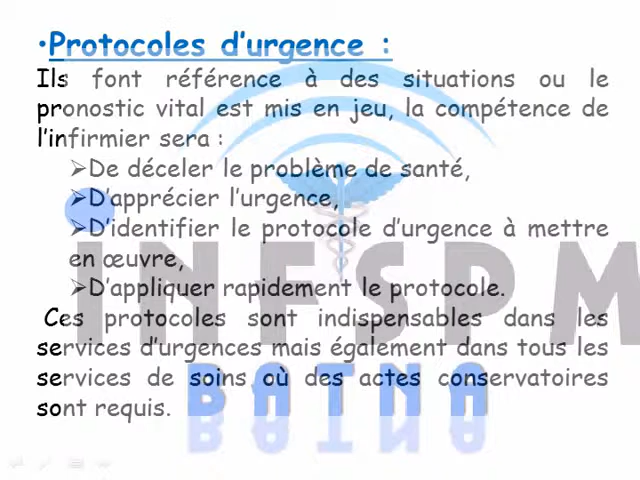 •Protocoles d’urgence :
Ils font référence à des situations ou le
pronostic vital est mis en jeu, la compétence de
l’infirmier sera :
➢De déceler le problème de santé,
➢D’apprécier l’urgence,
➢D’identifier le protocole d’urgence à mettre
en œuvre,
➢D’appliquer rapidement le protocole.
Ces protocoles sont indispensables dans les
services d’urgences mais également dans tous les
services de soins où des actes conservatoires
sont requis.
iNFSPM
BATNA